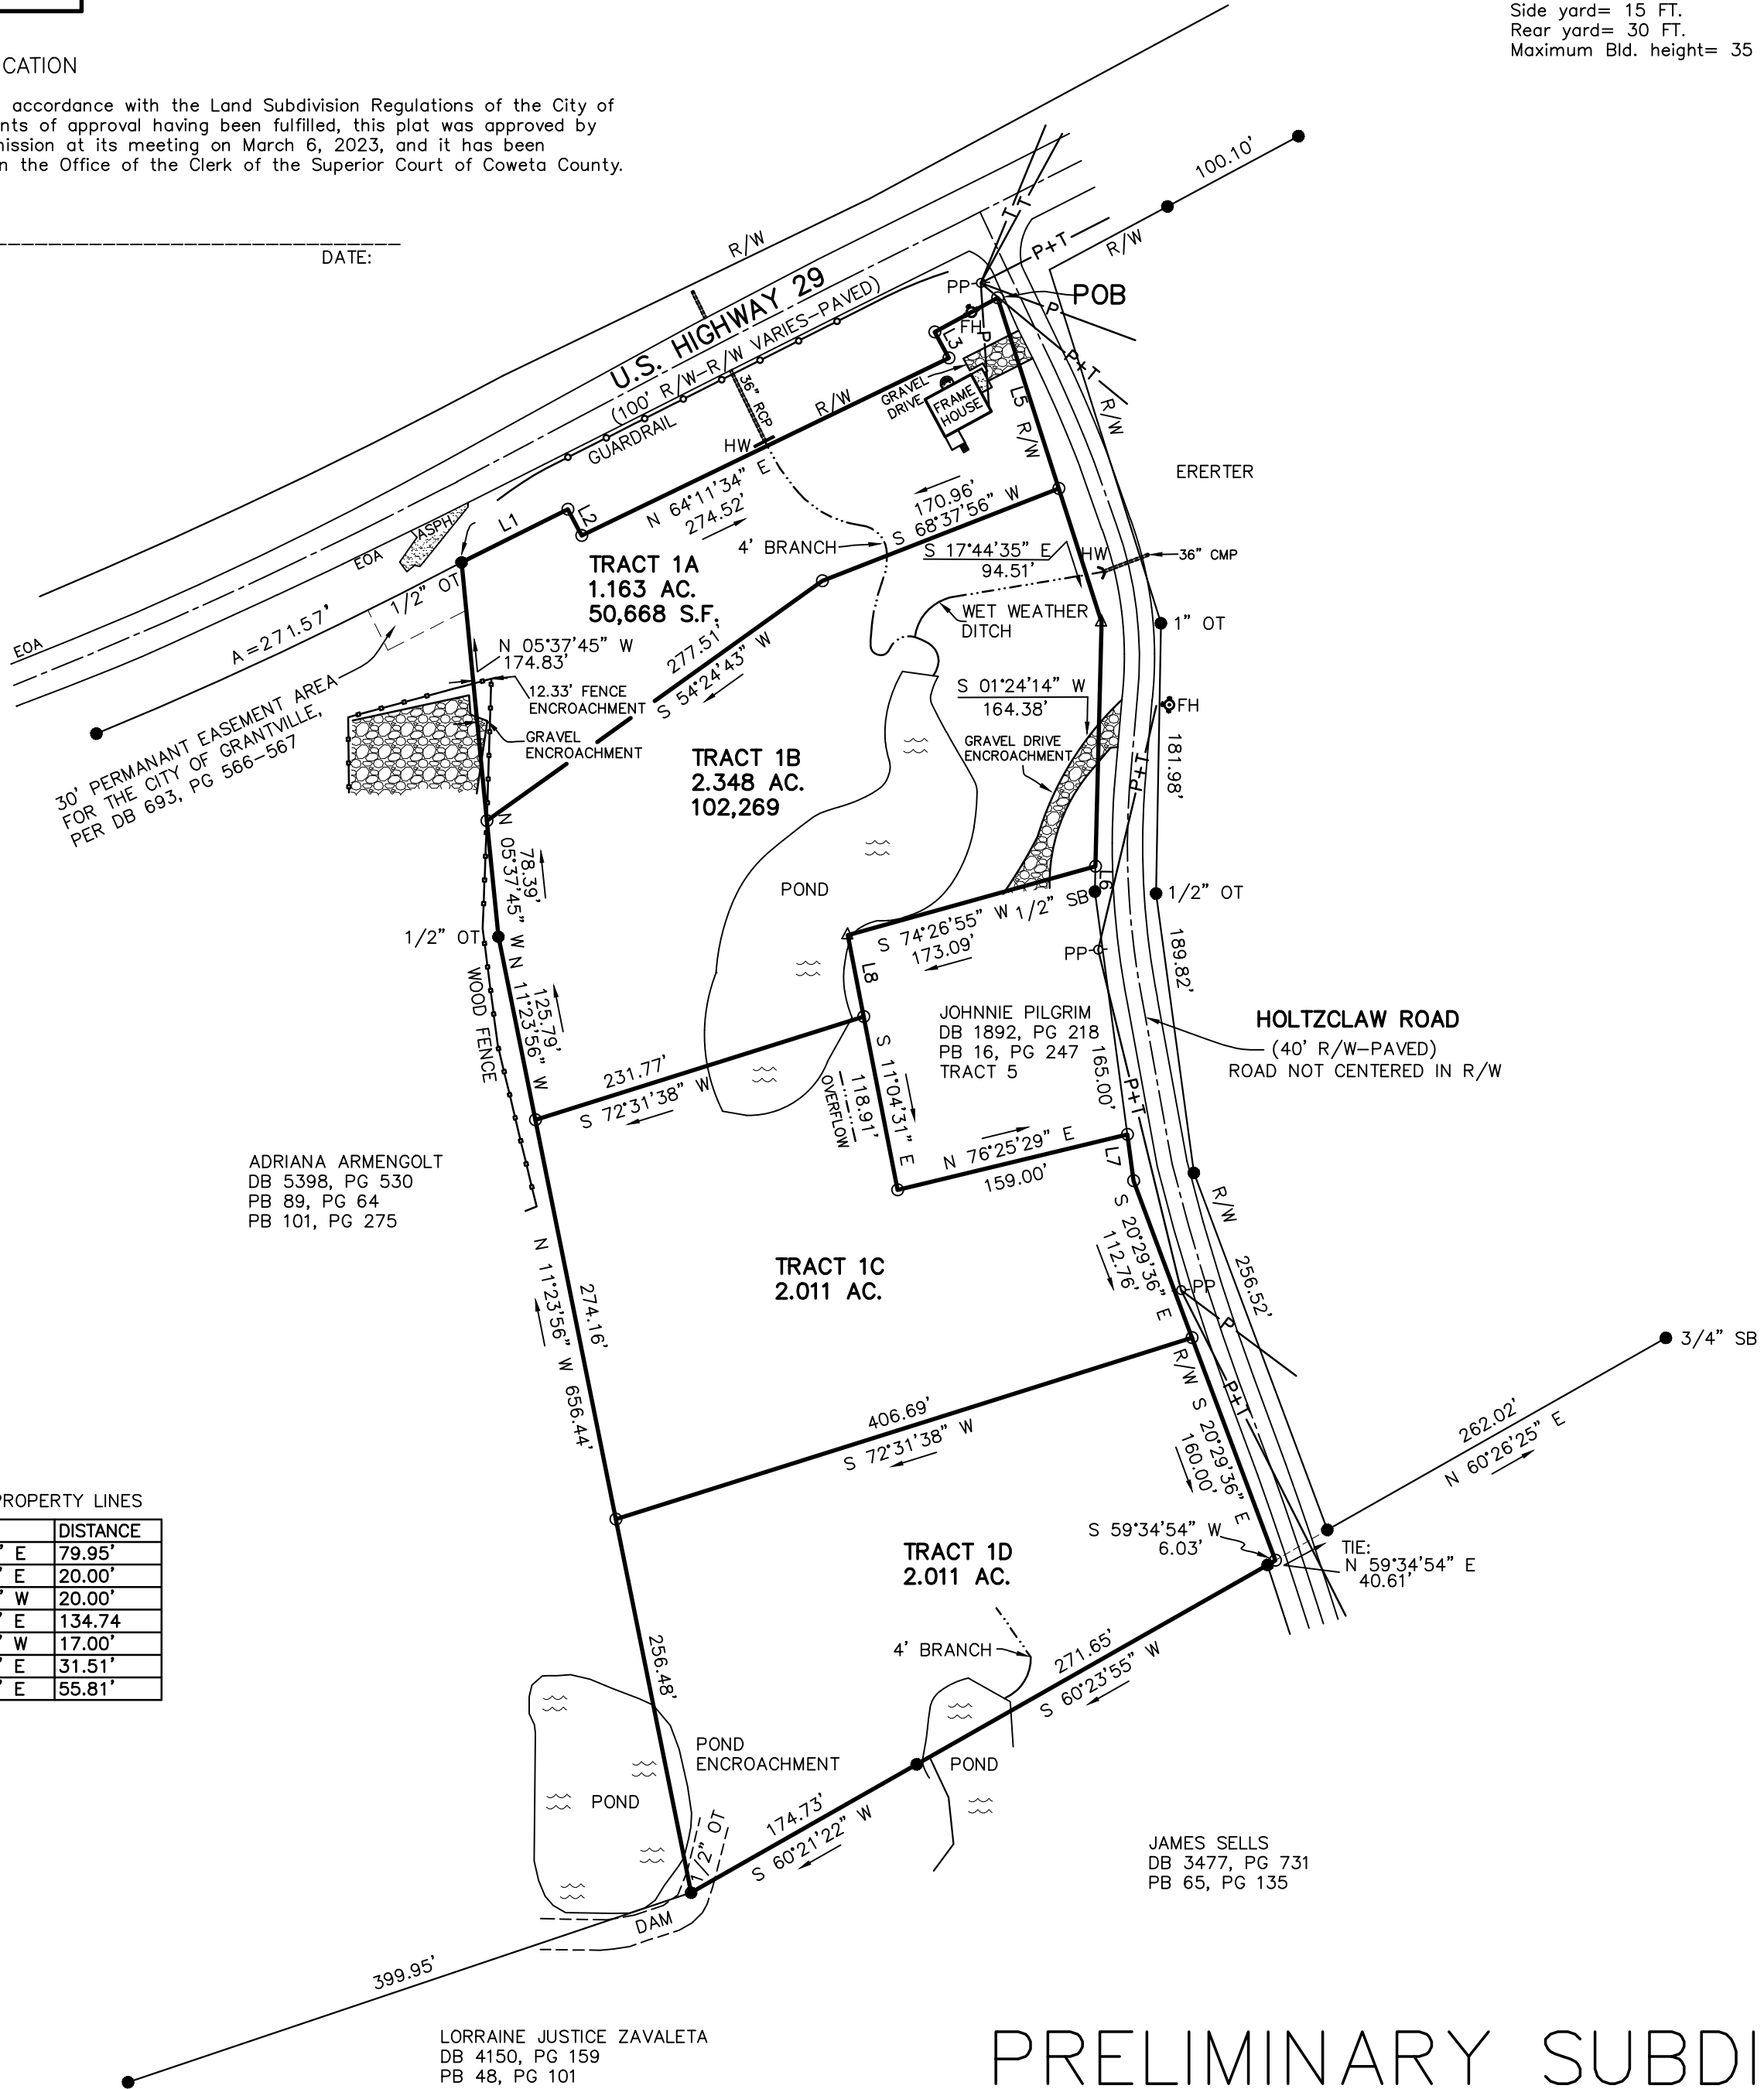 Side yard= 15 FT.
Rear yard= 30 FT.
Maximum Bld. height= 35
CATION
accordance with the Land Subdivision Regulations of the City of
nts of approval having been fulfilled, this plat was approved by
mission at its meeting on March 6, 2023, and it has been
n the Office of the Clerk of the Superior Court of Coweta County.
DATE:
100.10'
R/W
T
T
P+T
R/W
U.S. HIGHWAY 29
(100' R/W-R/W VARIES-PAVED)
GUARDRAIL
PP
POB
P
FH
P
L3
P+T
GRAVEL
DRIVE
FRAME
HOUSE
L5
R/W
R/W
36" RCP
R/W
HW
N 64°11'34" E
274.52'
L1
L2
ASPH.
EOA
EOA
1/2" OT
A=271.57'
ERERTER
170.96'
S 68°37'56" W
4' BRANCH
S 17°44'35" E
94.51'
HW
36" CMP
TRACT 1A
1.163 AC.
50,668 S.F.
WET WEATHER
DITCH
1" OT
N 05°37'45" W
174.83'
277.51'
S 54°24'43" W
12.33' FENCE
ENCROACHMENT
GRAVEL
ENCROACHMENT
30' PERMANANT EASEMENT AREA
FOR THE CITY OF GRANTVILLE,
PER DB 693, PG 566-567
S 01°24'14" W
164.38'
FH
GRAVEL DRIVE
ENCROACHMENT
P+T
181.98'
TRACT 1B
2.348 AC.
102,269
N 05°37'45" W
78.39'
POND
L6
1/2" SB
1/2" OT
S 74°26'55" W
173.09'
1/2" OT
PP
189.82'
L8
WOOD FENCE
N 11°23'56" W
125.79'
JOHNNIE PILGRIM
DB 1892, PG 218
PB 16, PG 247
TRACT 5
HOLTZCLAW ROAD
(40' R/W-PAVED)
ROAD NOT CENTERED IN R/W
165.00'
P+T
231.77'
S 72°31'38" W
S 11°04'31" E
118.91'
OVERFLOW
N 76°25'29" E
159.00'
L7
ADRIANA ARMENGOLT
DB 5398, PG 530
PB 89, PG 64
PB 101, PG 275
R/W
S 20°29'36" E
112.76'
TRACT 1C
2.011 AC.
N 11°23'56" W 656.44'
274.16'
PP
256.52'
P
3/4" SB
R/W
P+T
406.69'
S 72°31'38" W
S 20°29'36" E
160.00'
262.02'
N 60°26'25" E
PROPERTY LINES
DISTANCE
" E 79.95'
" E 20.00'
" W 20.00'
" E 134.74
" W 17.00'
" E 31.51'
" E 55.81'
S 59°34'54" W
6.03'
TIE:
N 59°34'54" E
40.61'
TRACT 1D
2.011 AC.
4' BRANCH
271.65'
S 60°23'55" W
256.48'
POND
ENCROACHMENT
POND
POND
174.73'
S 60°21'22" W
1/2" OT
DAM
JAMES SELLS
DB 3477, PG 731
PB 65, PG 135
399.95'
LORRAINE JUSTICE ZAVALETA
DB 4150, PG 159
PB 48, PG 101
PRELIMINARY SUBDI